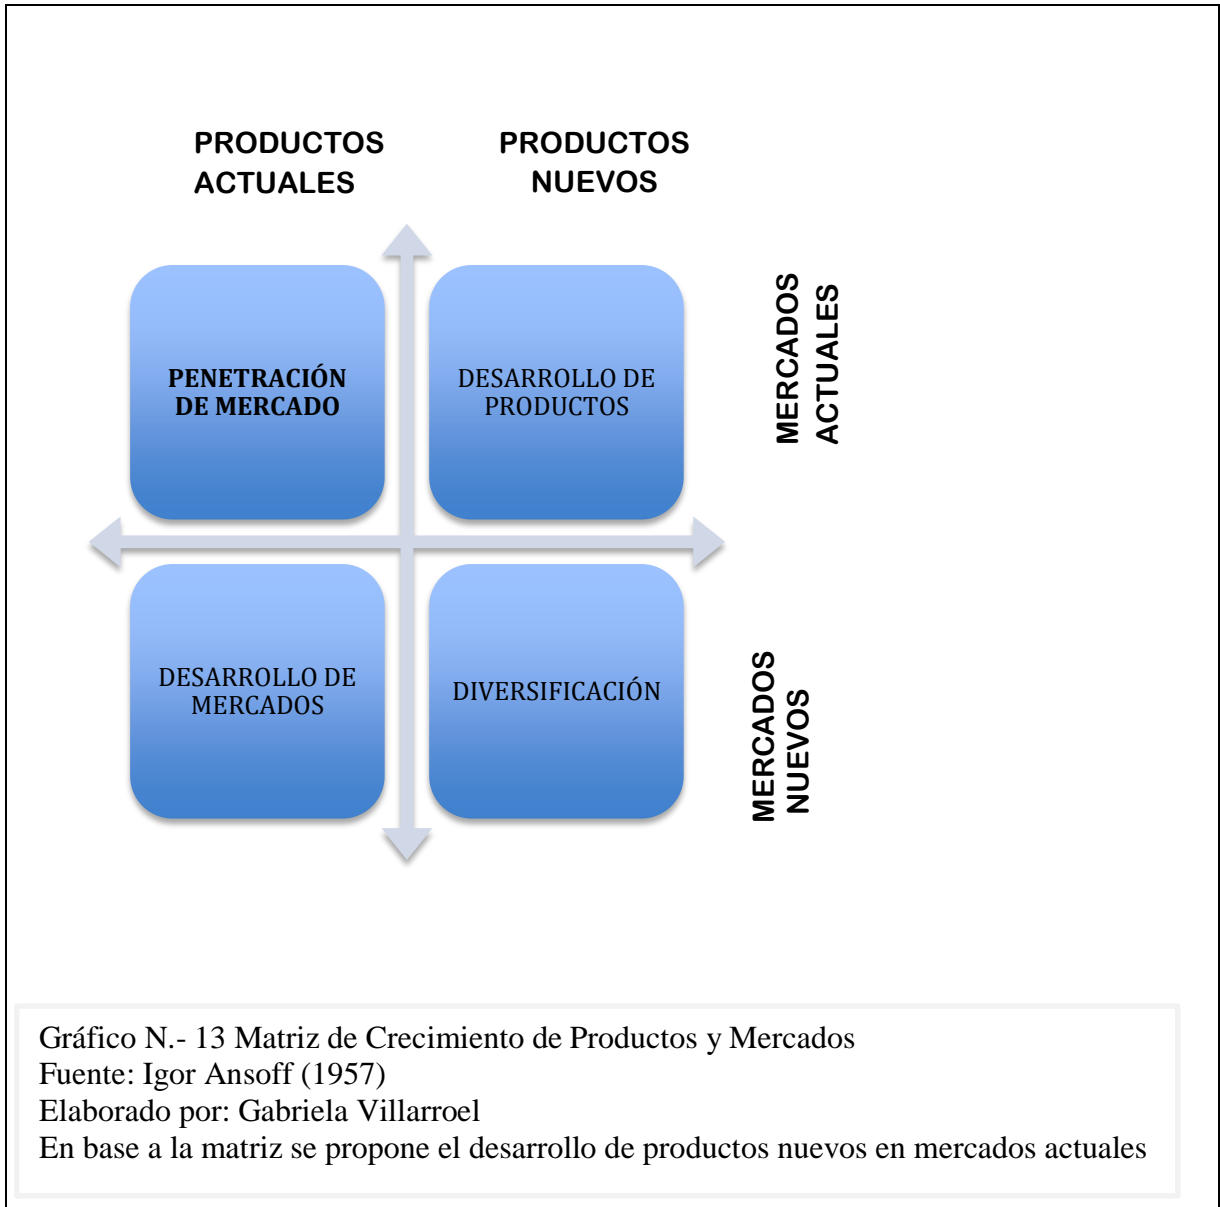 PRODUCTOS
ACTUALES
PRODUCTOS
NUEVOS
PENETRACIÓN
DE MERCADO
DESARROLLO DE
PRODUCTOS
MERCADOS
ACTUALES
DESARROLLO DE
MERCADOS
DIVERSIFICACIÓN
MERCADOS
NUEVOS
Gráfico N.- 13 Matriz de Crecimiento de Productos y Mercados
Fuente: Igor Ansoff (1957)
Elaborado por: Gabriela Villarroel
En base a la matriz se propone el desarrollo de productos nuevos en mercados actuales